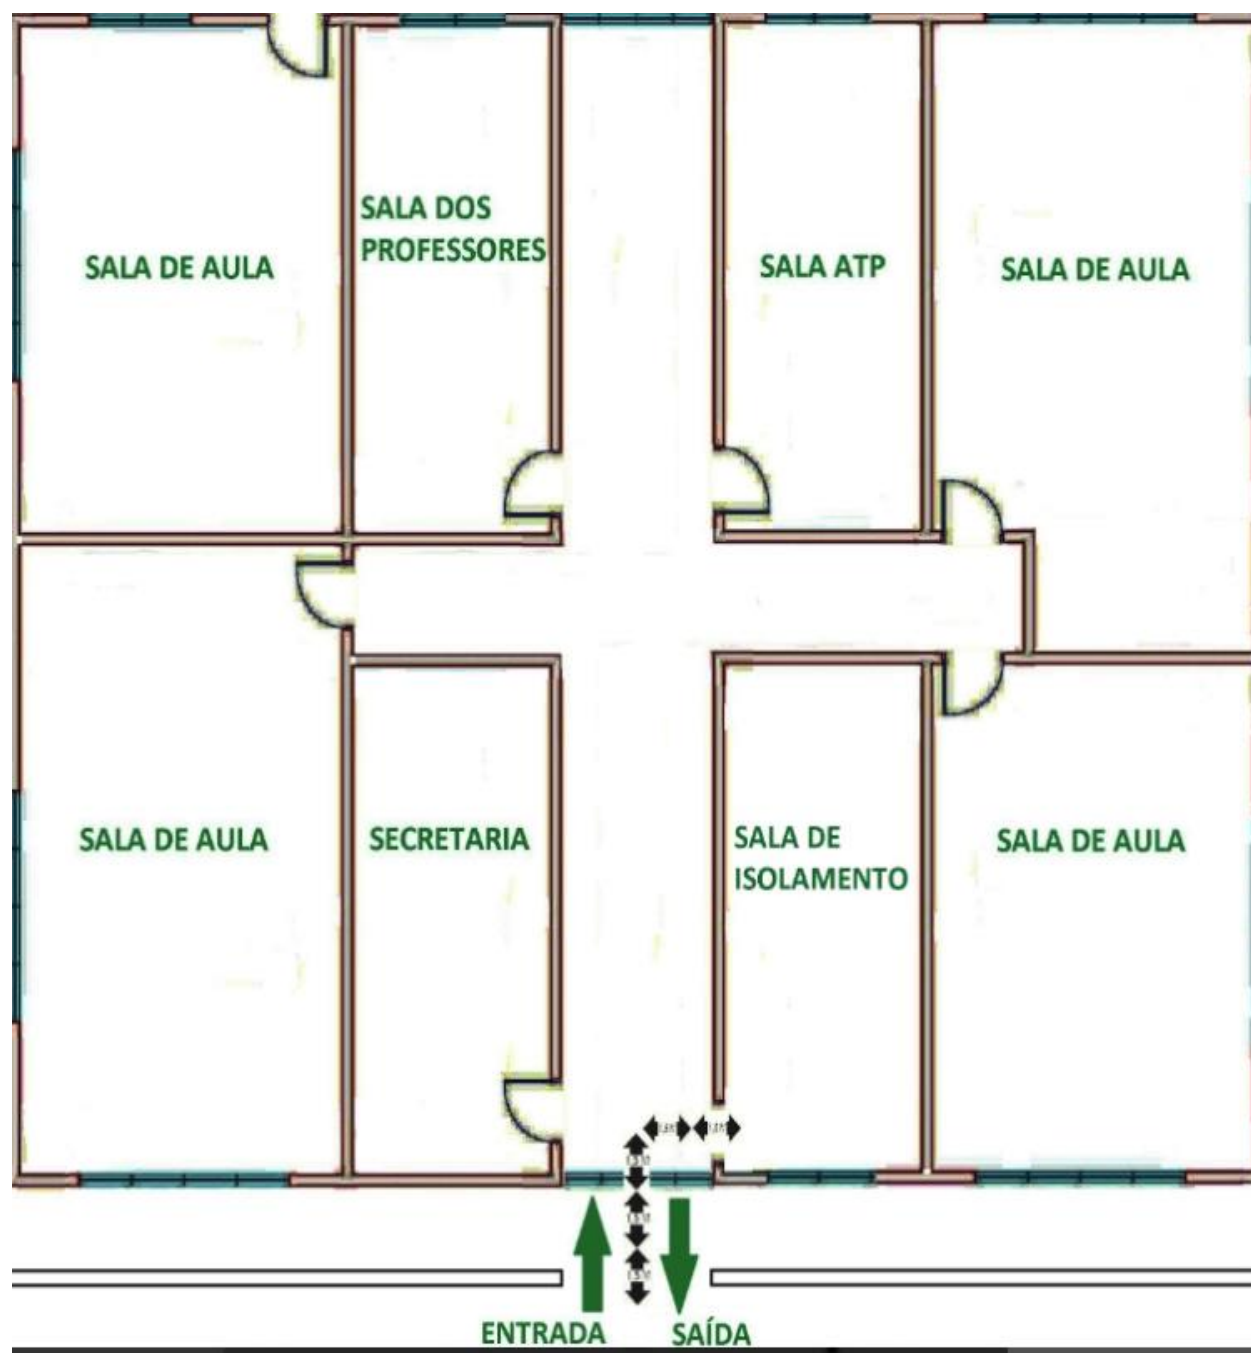 SALA DOS
PROFESSORES
SALA DE AULA
SALA ATP
SALA DE AULA
SALA DE AULA
SECRETARIA
SALA DE
ISOLAMENTO
SALA DE AULA
ENTRADA
SAÍDA